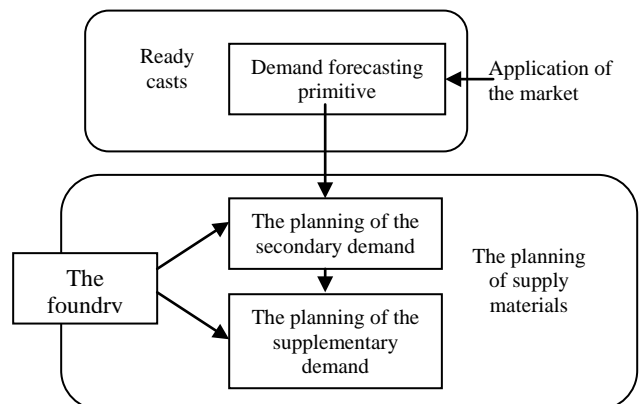 Ready
casts
Demand forecasting
primitive
Application of
the market
The planning of the
secondary demand
The planning
of supply
materials
The
foundry
The planning of the
supplementary
demand